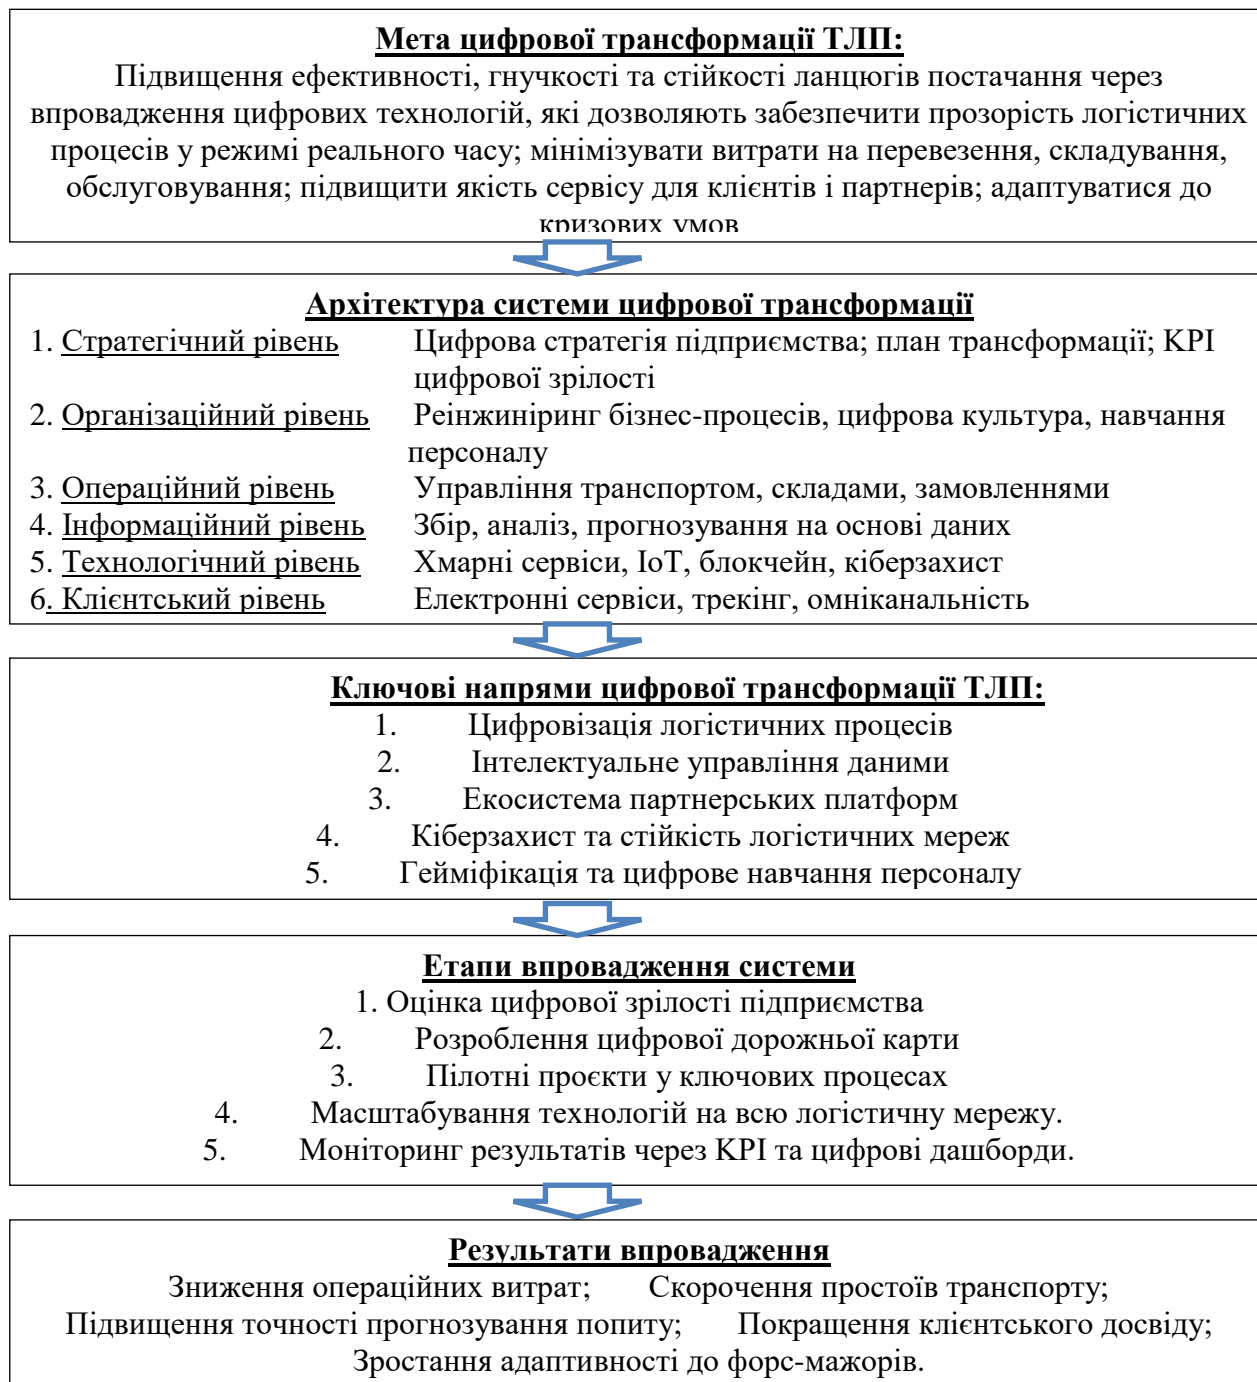 Мета цифрової трансформації ТЛП:
Підвищення ефективності, гнучкості та стійкості ланцюгів постачання через
впровадження цифрових технологій, які дозволяють забезпечити прозорість логістичних
процесів у режимі реального часу; мінімізувати витрати на перевезення, складування,
обслуговування; підвищити якість сервісу для клієнтів і партнерів; адаптуватися до
кризових умов
Архітектура системи цифрової трансформації
1. Стратегічний рівень Цифрова стратегія підприємства; план трансформації; KPI
цифрової зрілості
2. Організаційний рівень Реінжиніринг бізнес-процесів, цифрова культура, навчання
персоналу
3. Операційний рівень Управління транспортом, складами, замовленнями
4. Інформаційний рівень Збір, аналіз, прогнозування на основі даних
5. Технологічний рівень Хмарні сервіси, IoT, блокчейн, кіберзахист
6. Клієнтський рівень Електронні сервіси, трекінг, омніканальність
Ключові напрями цифрової трансформації ТЛП:
1. Цифровізація логістичних процесів
2. Інтелектуальне управління даними
3. Екосистема партнерських платформ
4. Кіберзахист та стійкість логістичних мереж
5. Гейміфікація та цифрове навчання персоналу
Етапи впровадження системи
1. Оцінка цифрової зрілості підприємства
2. Розроблення цифрової дорожньої карти
3. Пілотні проєкти у ключових процесах
4. Масштабування технологій на всю логістичну мережу.
5. Моніторинг результатів через KPI та цифрові дашборди.
Результати впровадження
Зниження операційних витрат; Скорочення простоїв транспорту;
Підвищення точності прогнозування попиту; Покращення клієнтського досвіду;
Зростання адаптивності до форс-мажорів.